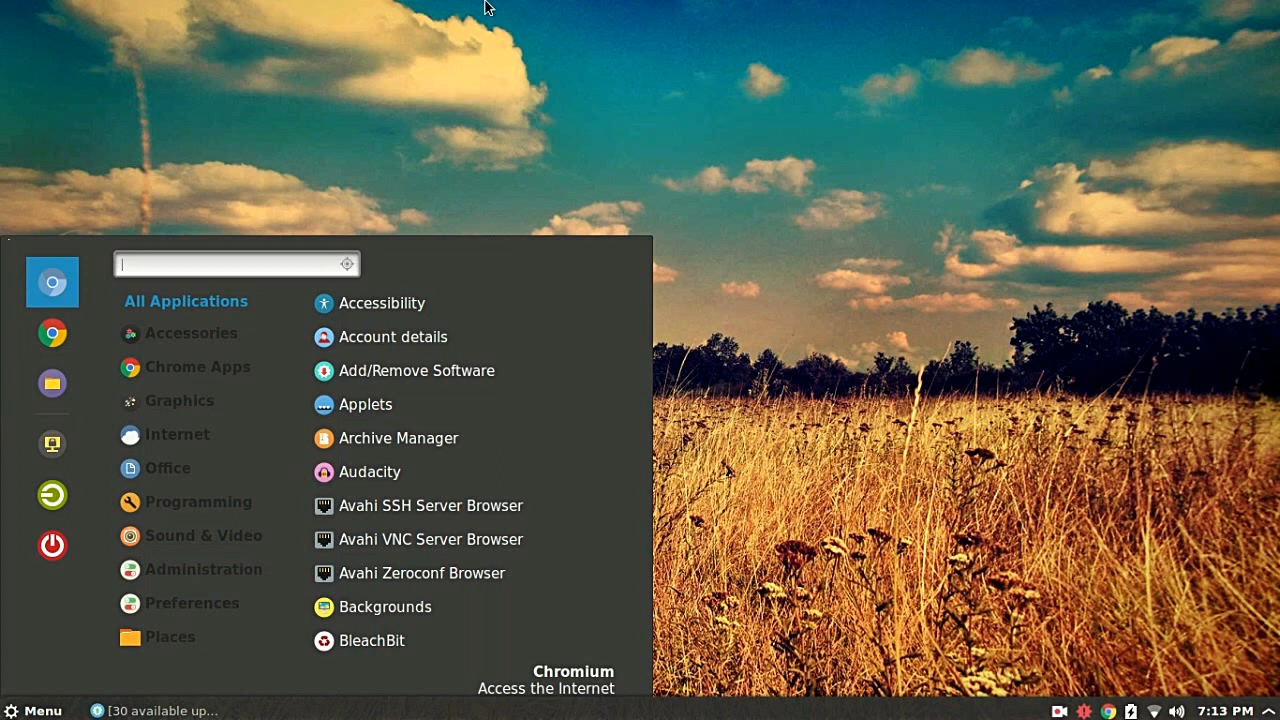 All Applications
Accessories
Chrome Apps
Graphics
Internet
Office
Programming
Sound & Video
Administration
Preferences
Places
Accessibility
Account details
Add/Remove Software
Applets
Archive Manager
Audacity
Avahi SSH Server Browser
Avahi VNC Server Browser
Avahi Zeroconf Browser
Backgrounds
BleachBit
Chromium
Access the Internet
Menu
[30 available up...
7:13 PM